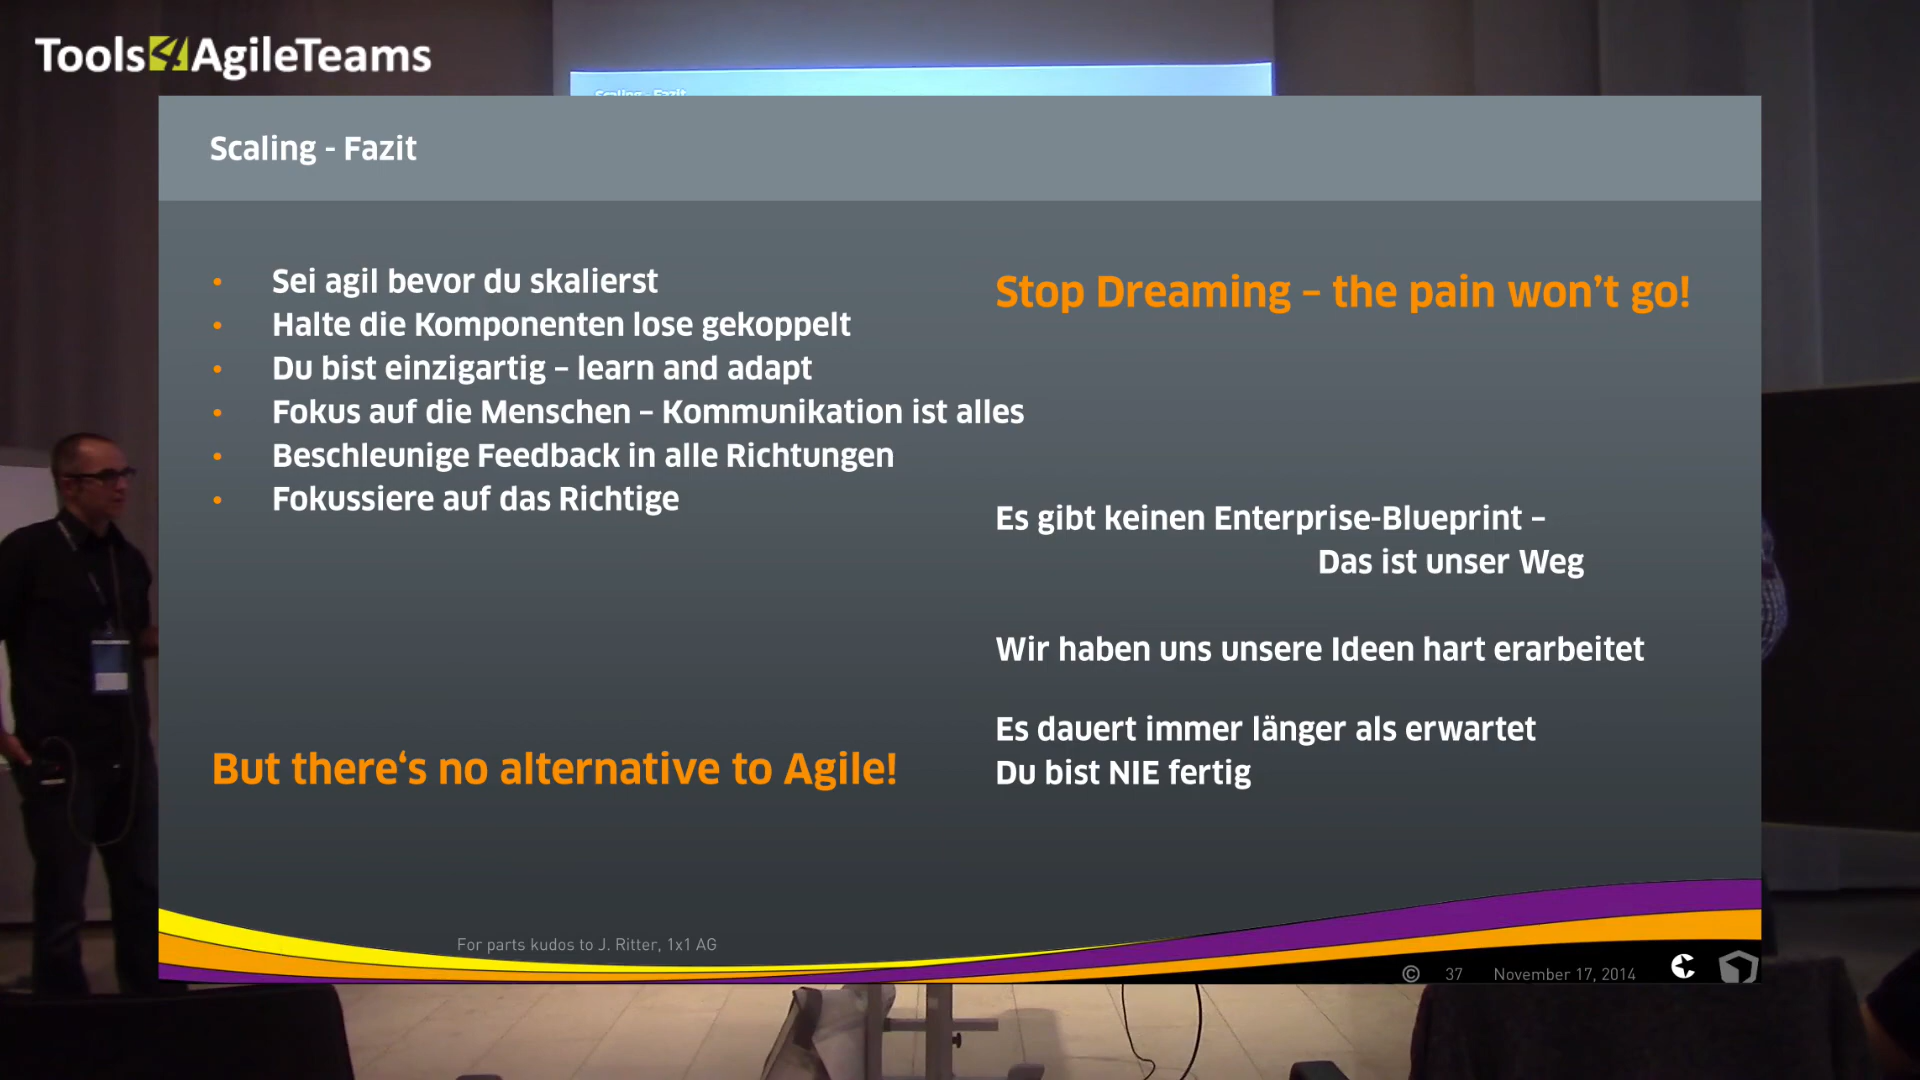 Tools4AgileTeams
Scaling - Fazit
Scaling - Fazit
• Sei agil bevor du skalierst
• Halte die Komponenten lose gekoppelt
• Du bist einzigartig – learn and adapt
• Fokus auf die Menschen – Kommunikation ist alles
• Beschleunige Feedback in alle Richtungen
• Fokussiere auf das Richtige
But there‘s no alternative to Agile!
Stop Dreaming – the pain won’t go!
Es gibt keinen Enterprise-Blueprint –
Das ist unser Weg
Wir haben uns unsere Ideen hart erarbeitet
Es dauert immer länger als erwartet
Du bist NIE fertig
For parts kudos to J. Ritter, 1x1 AG
© 37 November 17, 2014